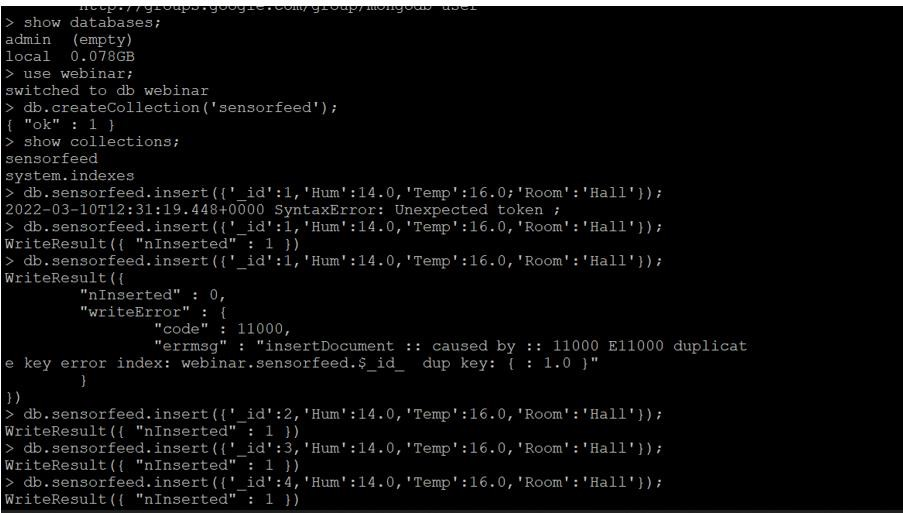 http://groups.google.com/group/mongodb-user
> show databases;
admin  (empty)
local  0.078GB
> use webinar;
switched to db webinar
> db.createCollection('sensorfeed');
{ "ok" : 1 }
> show collections;
sensorfeed
system.indexes
> db.sensorfeed.insert({'_id':1,'Hum':14.0,'Temp':16.0;'Room':'Hall'});
2022-03-10T12:31:19.448+0000 SyntaxError: Unexpected token ;
> db.sensorfeed.insert({'_id':1,'Hum':14.0,'Temp':16.0,'Room':'Hall'});
WriteResult({ "nInserted" : 1 })
> db.sensorfeed.insert({'_id':1,'Hum':14.0,'Temp':16.0,'Room':'Hall'});
WriteResult({
        "nInserted" : 0,
        "writeError" : {
                "code" : 11000,
                "errmsg" : "insertDocument :: caused by :: 11000 E11000 duplicat
e key error index: webinar.sensorfeed.$_id_  dup key: { : 1.0 }"
        }
})
> db.sensorfeed.insert({'_id':2,'Hum':14.0,'Temp':16.0,'Room':'Hall'});
WriteResult({ "nInserted" : 1 })
> db.sensorfeed.insert({'_id':3,'Hum':14.0,'Temp':16.0,'Room':'Hall'});
WriteResult({ "nInserted" : 1 })
> db.sensorfeed.insert({'_id':4,'Hum':14.0,'Temp':16.0,'Room':'Hall'});
WriteResult({ "nInserted" : 1 })